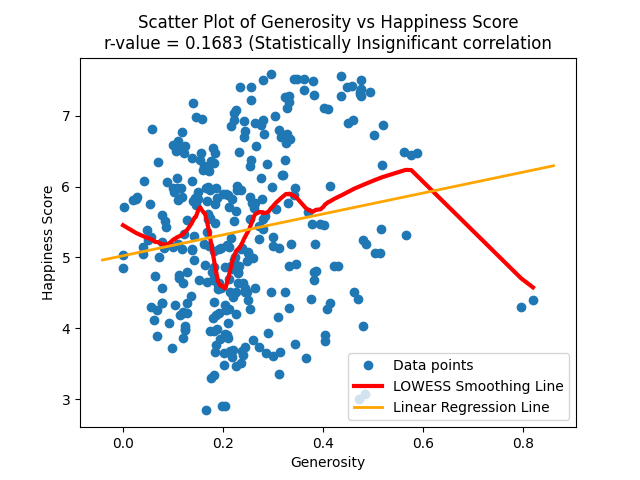 Scatter Plot of Generosity vs Happiness Score
r-value = 0.1683 (Statistically Insignificant correlation
Happiness Score
7
6
5
4
3
Data points
LOWESS Smoothing Line
Linear Regression Line
0.0 0.2 0.4 0.6 0.8
Generosity